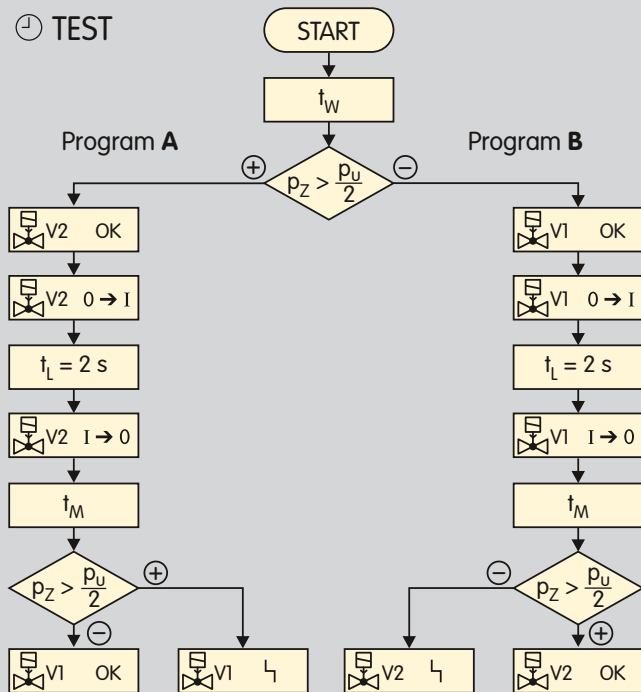 TEST
START
t_W
Program A
Program B
+
p_Z > p_u/2
−
V2 OK
V2 0 → I
t_L = 2 s
V2 I → 0
t_M
p_Z > p_u/2
+
−
V1 OK
V1
V1 OK
V1 0 → I
t_L = 2 s
V1 I → 0
t_M
−
p_Z > p_u/2
+
V2
V2 OK